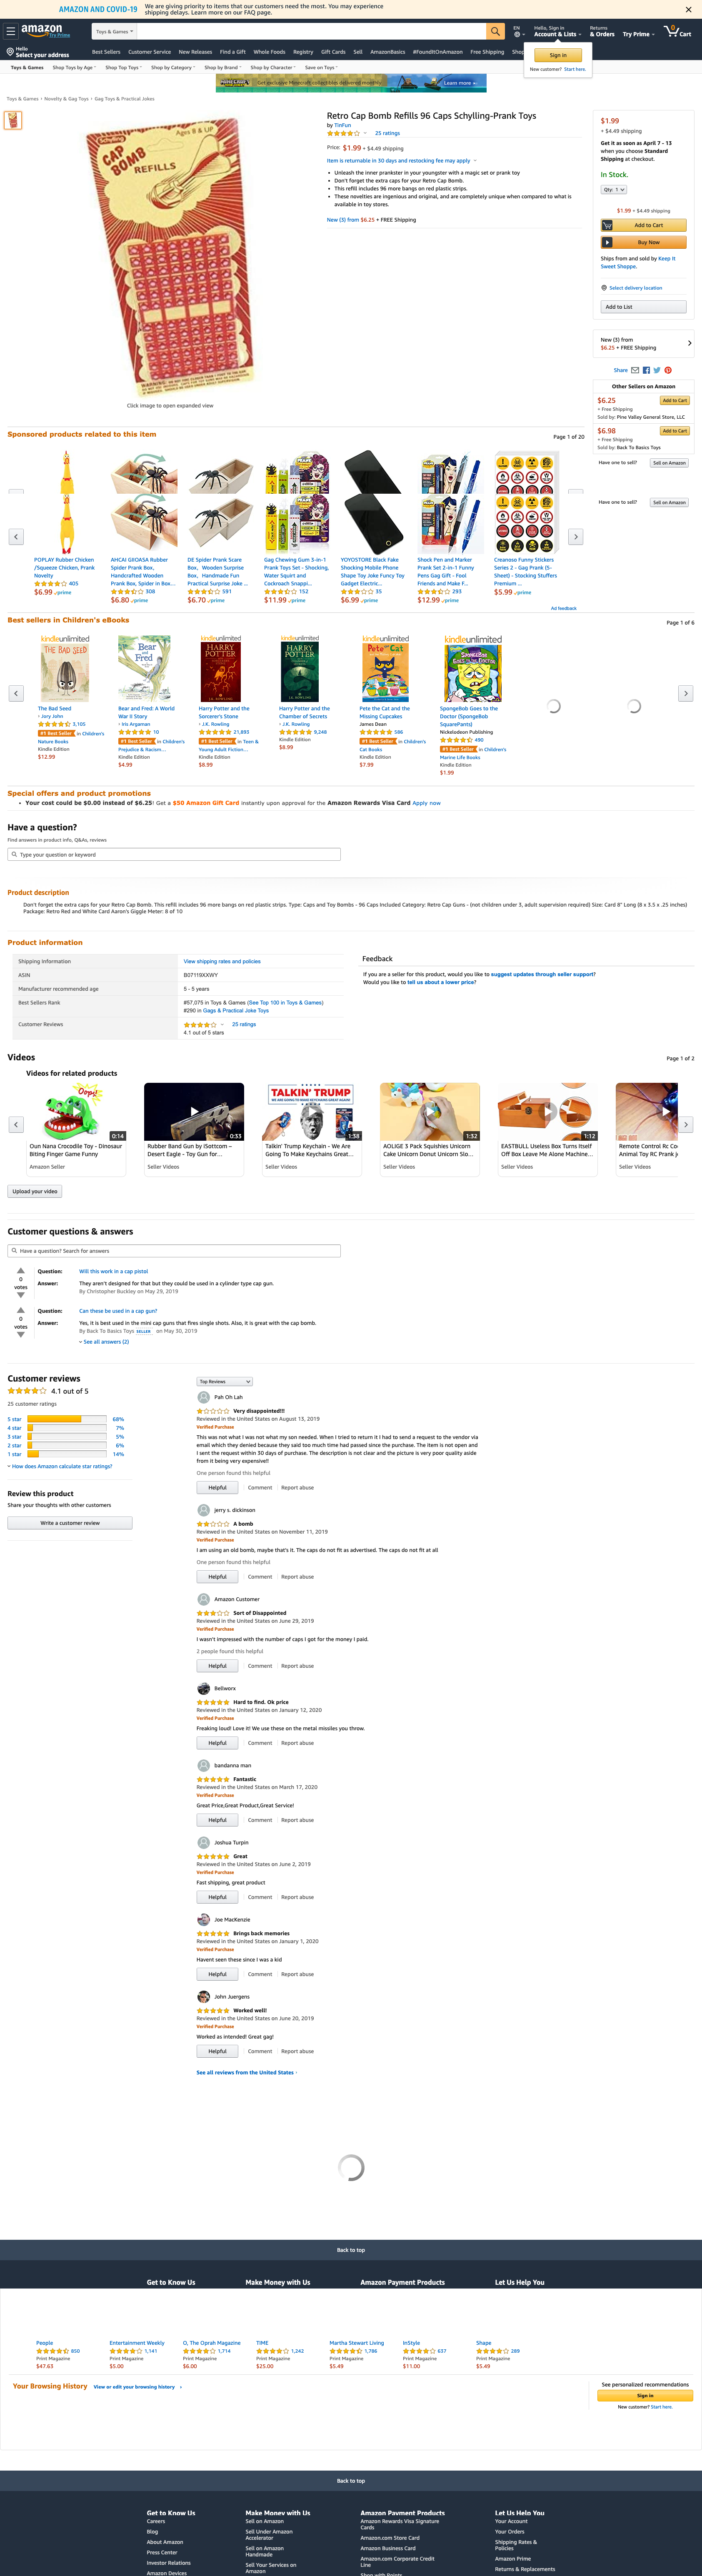 AMAZON AND COVID-19
We are giving priority to items that our customers need the most. You may experience
shipping delays. Learn more on our FAQ page.
amazon
Try Prime
Toys & Games
EN
Hello, Sign in
Account & Lists
Returns
& Orders
Try Prime
0
Cart
Hello
Select your address
Best Sellers Customer Service New Releases Find a Gift Whole Foods Registry Gift Cards Sell AmazonBasics #FoundItOnAmazon Free Shipping Shop
Sign in
New customer? Start here.
Toys & Games Shop Toys by Age Shop Top Toys Shop by Category Shop by Brand Shop by Character Save on Toys
MINECRAFT
Get exclusive Minecraft collectibles delivered monthly
Learn more
Toys & Games › Novelty & Gag Toys › Gag Toys & Practical Jokes
Ages 8 & UP
CAP BOMB
REFILLS
Click image to open expanded view
Retro Cap Bomb Refills 96 Caps Schylling-Prank Toys
by TinFun
25 ratings
Price: $1.99 + $4.49 shipping
Item is returnable in 30 days and restocking fee may apply
Unleash the inner prankster in your youngster with a magic set or prank toy
Don't forget the extra caps for your Retro Cap Bomb.
This refill includes 96 more bangs on red plastic strips.
These novelties are ingenious and original, and are completely unique when compared to what is
available in toy stores.
New (3) from $6.25 + FREE Shipping
$1.99
+ $4.49 shipping
Get it as soon as April 7 - 13
when you choose Standard
Shipping at checkout.
In Stock.
Qty: 1
$1.99 + $4.49 shipping
Add to Cart
Buy Now
Ships from and sold by Keep It
Sweet Shoppe.
Select delivery location
Add to List
New (3) from
$6.25 + FREE Shipping
Share
Other Sellers on Amazon
$6.25
Add to Cart
+ Free Shipping
Sold by: Pine Valley General Store, LLC
$6.98
Add to Cart
+ Free Shipping
Sold by: Back To Basics Toys
Have one to sell? Sell on Amazon
Have one to sell? Sell on Amazon
Sponsored products related to this item
Page 1 of 20
POPLAY Rubber Chicken
/Squeeze Chicken, Prank
Novelty
405
$6.99 prime
AHCAI GIOASA Rubber
Spider Prank Box,
Handcrafted Wooden
Prank Box, Spider in Box...
308
$6.80 prime
DE Spider Prank Scare
Box, Wooden Surprise
Box, Handmade Fun
Practical Surprise Joke ...
591
$6.70 prime
Gag Chewing Gum 3-in-1
Prank Toys Set - Shocking,
Water Squirt and
Cockroach Snappi...
152
$11.99 prime
YOYOSTORE Black Fake
Shocking Mobile Phone
Shape Toy Joke Funcy Toy
Gadget Electric...
35
$6.99 prime
Shock Pen and Marker
Prank Set 2-in-1 Funny
Pens Gag Gift - Fool
Friends and Make F...
293
$12.99 prime
Creanoso Funny Stickers
Series 2 - Gag Prank (5-
Sheet) - Stocking Stuffers
Premium ...
$5.99 prime
Ad feedback
Best sellers in Children's eBooks
Page 1 of 6
kindleunlimited
THE BAD SEED
The Bad Seed
› Jory John
3,105
#1 Best Seller in Children's
Nature Books
Kindle Edition
$12.99
kindleunlimited
Bear and Fred
Bear and Fred: A World
War II Story
› Iris Argaman
10
#1 Best Seller in Children's
Prejudice & Racism...
Kindle Edition
$4.99
kindleunlimited
HARRY POTTER
Harry Potter and the
Sorcerer's Stone
› J.K. Rowling
21,893
#1 Best Seller in Teen &
Young Adult Fiction...
Kindle Edition
$8.99
kindleunlimited
HARRY POTTER
Harry Potter and the
Chamber of Secrets
› J.K. Rowling
9,248
Kindle Edition
$8.99
kindleunlimited
Pete the Cat
Pete the Cat and the
Missing Cupcakes
James Dean
586
#1 Best Seller in Children's
Cat Books
Kindle Edition
$7.99
kindleunlimited
SpongeBob Goes to the
Doctor (SpongeBob
SquarePants)
Nickelodeon Publishing
490
#1 Best Seller in Children's
Marine Life Books
Kindle Edition
$1.99
Special offers and product promotions
Your cost could be $0.00 instead of $6.25! Get a $50 Amazon Gift Card instantly upon approval for the Amazon Rewards Visa Card Apply now
Have a question?
Find answers in product info, Q&As, reviews
Type your question or keyword
Product description
Don't forget the extra caps for your Retro Cap Bomb. This refill includes 96 more bangs on red plastic strips. Type: Caps and Toy Bombs - 96 Caps Included Category: Retro Cap Guns - (not children under 3, adult supervision required) Size: Card 8" Long (8 x 3.5 x .25 inches)
Package: Retro Red and White Card Aaron's Giggle Meter: 8 of 10
Product information
Shipping Information View shipping rates and policies
ASIN B07119XXWY
Manufacturer recommended age 5 - 5 years
Best Sellers Rank #57,075 in Toys & Games (See Top 100 in Toys & Games)
#290 in Gags & Practical Joke Toys
Customer Reviews 25 ratings
4.1 out of 5 stars
Feedback
If you are a seller for this product, would you like to suggest updates through seller support?
Would you like to tell us about a lower price?
Videos
Page 1 of 2
Videos for related products
Oops!
0:14
Oun Nana Crocodile Toy - Dinosaur
Biting Finger Game Funny
Amazon Seller
0:33
Rubber Band Gun by iSottcom –
Desert Eagle - Toy Gun for...
Seller Videos
TALKIN' TRUMP
1:38
Talkin' Trump Keychain - We Are
Going To Make Keychains Great...
Seller Videos
1:32
AOLIGE 3 Pack Squishies Unicorn
Cake Unicorn Donut Unicorn Slo...
Seller Videos
1:12
EASTBULL Useless Box Turns Itself
Off Box Leave Me Alone Machine...
Seller Videos
Remote Control Rc Co
Animal Toy RC Prank J
Seller Videos
Upload your video
Customer questions & answers
Have a question? Search for answers
0
votes
Question: Will this work in a cap pistol
Answer: They aren't designed for that but they could be used in a cylinder type cap gun.
By Christopher Buckley on May 29, 2019
0
votes
Question: Can these be used in a cap gun?
Answer: Yes, it is best used in the mini cap guns that fires single shots. Also, it is great with the cap bomb.
By Back To Basics Toys SELLER on May 30, 2019
See all answers (2)
Customer reviews
4.1 out of 5
25 customer ratings
5 star 68%
4 star 7%
3 star 5%
2 star 6%
1 star 14%
How does Amazon calculate star ratings?
Review this product
Share your thoughts with other customers
Write a customer review
Top Reviews
Pah Oh Lah
Very disappointed!!!
Reviewed in the United States on August 13, 2019
Verified Purchase
This was not what I was not what my son needed. When I tried to return it I had to send a request to the vendor via
email which they denied because they said too much time had passed since the purchase. The item is not open and
I sent the request within 30 days of purchase. The description is not clear and the picture is very poor quality aside
from it being very expensive!!
One person found this helpful
Helpful Comment Report abuse
jerry s. dickinson
A bomb
Reviewed in the United States on November 11, 2019
Verified Purchase
I am using an old bomb, maybe that's it. The caps do not fit as advertised. The caps do not fit at all
One person found this helpful
Helpful Comment Report abuse
Amazon Customer
Sort of Disappointed
Reviewed in the United States on June 29, 2019
Verified Purchase
I wasn't impressed with the number of caps I got for the money I paid.
2 people found this helpful
Helpful Comment Report abuse
Bellworx
Hard to find. Ok price
Reviewed in the United States on January 12, 2020
Verified Purchase
Freaking loud! Love it! We use these on the metal missiles you throw.
Helpful Comment Report abuse
bandanna man
Fantastic
Reviewed in the United States on March 17, 2020
Verified Purchase
Great Price,Great Product,Great Service!
Helpful Comment Report abuse
Joshua Turpin
Great
Reviewed in the United States on June 2, 2019
Verified Purchase
Fast shipping, great product
Helpful Comment Report abuse
Joe MacKenzie
Brings back memories
Reviewed in the United States on January 1, 2020
Verified Purchase
Havent seen these since I was a kid
Helpful Comment Report abuse
John Juergens
Worked well!
Reviewed in the United States on June 20, 2019
Verified Purchase
Worked as intended! Great gag!
Helpful Comment Report abuse
See all reviews from the United States ›
Back to top
Get to Know Us Make Money with Us Amazon Payment Products Let Us Help You
People
850
Print Magazine
$47.63
Entertainment Weekly
1,141
Print Magazine
$5.00
O, The Oprah Magazine
1,714
Print Magazine
$6.00
TIME
1,242
Print Magazine
$25.00
Martha Stewart Living
1,786
Print Magazine
$5.49
InStyle
637
Print Magazine
$11.00
Shape
289
Print Magazine
$5.49
Your Browsing History View or edit your browsing history ›
See personalized recommendations
Sign in
New customer? Start here.
Back to top
Get to Know Us
Careers
Blog
About Amazon
Press Center
Investor Relations
Amazon Devices
Make Money with Us
Sell on Amazon
Sell Under Amazon
Accelerator
Sell on Amazon
Handmade
Sell Your Services on
Amazon
Amazon Payment Products
Amazon Rewards Visa Signature
Cards
Amazon.com Store Card
Amazon Business Card
Amazon.com Corporate Credit
Line
Shop with Points
Let Us Help You
Your Account
Your Orders
Shipping Rates &
Policies
Amazon Prime
Returns & Replacements